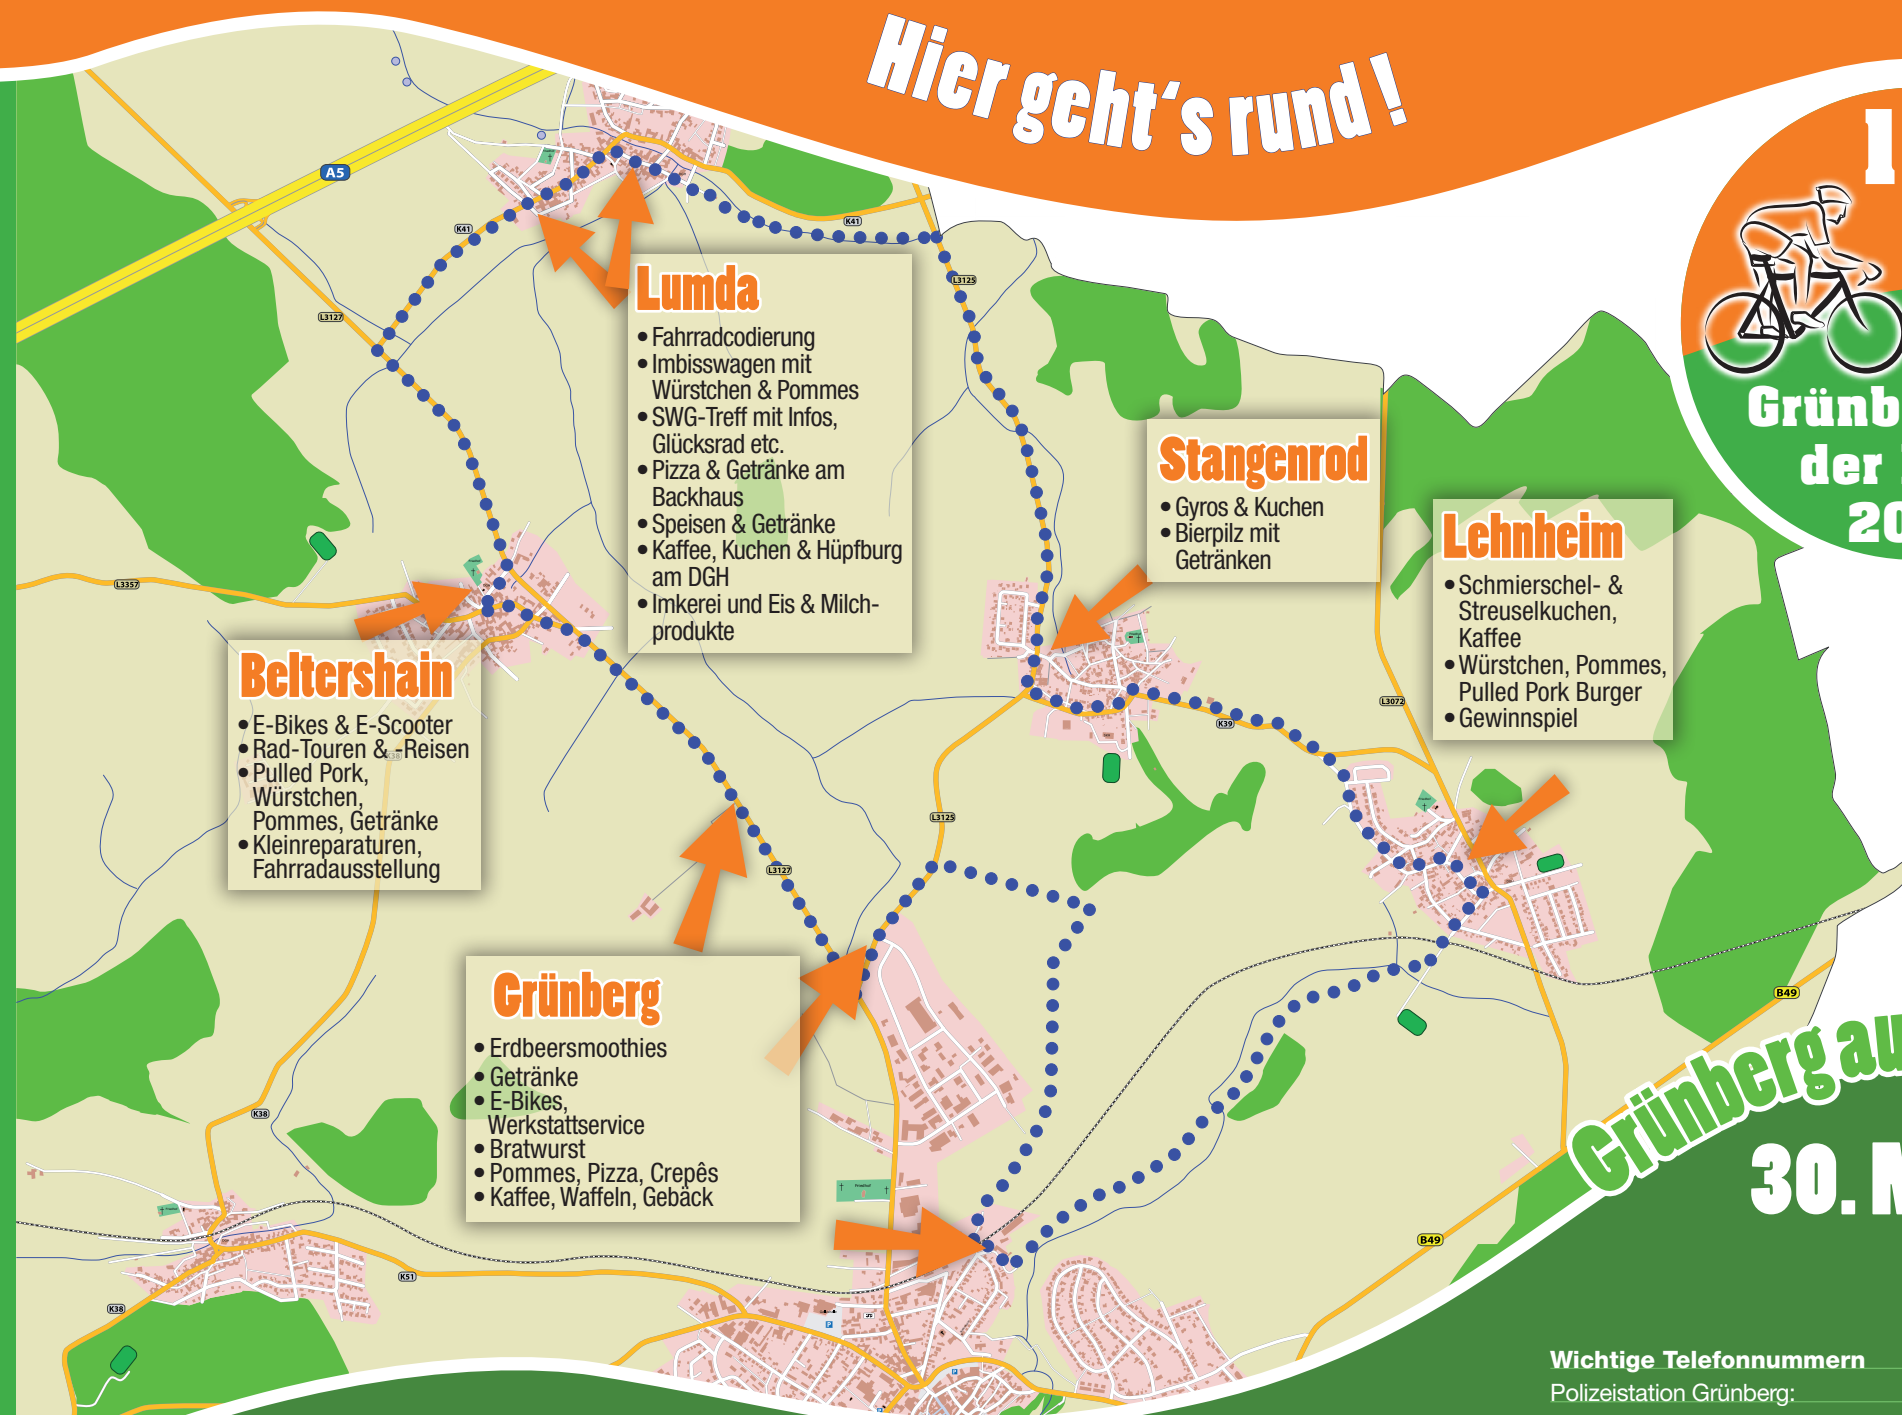 Hier geht's rund !
1
Grünb
der
20
A5
K41
K41
L3127
L3125
Lumda
• Fahrradcodierung
• Imbisswagen mit
Würstchen & Pommes
• SWG-Treff mit Infos,
Glücksrad etc.
• Pizza & Getränke am
Backhaus
• Speisen & Getränke
• Kaffee, Kuchen & Hüpfburg
am DGH
• Imkerei und Eis & Milch-
produkte
Stangenrod
• Gyros & Kuchen
• Bierpilz mit
Getränken
Lehnheim
• Schmierschel- &
Streuselkuchen,
Kaffee
• Würstchen, Pommes,
Pulled Pork Burger
• Gewinnspiel
L3357
Beltershain
• E-Bikes & E-Scooter
• Rad-Touren & -Reisen
• Pulled Pork,
Würstchen,
Pommes, Getränke
• Kleinreparaturen,
Fahrradausstellung
K38
L3072
K39
L3125
L3127
Grünberg
• Erdbeersmoothies
• Getränke
• E-Bikes,
Werkstattservice
• Bratwurst
• Pommes, Pizza, Crepês
• Kaffee, Waffeln, Gebäck
B49
K38
Friedhof
B49
K51
K38
P
P
Grünberg au
30. M
Wichtige Telefonnummern
Polizeistation Grünberg: